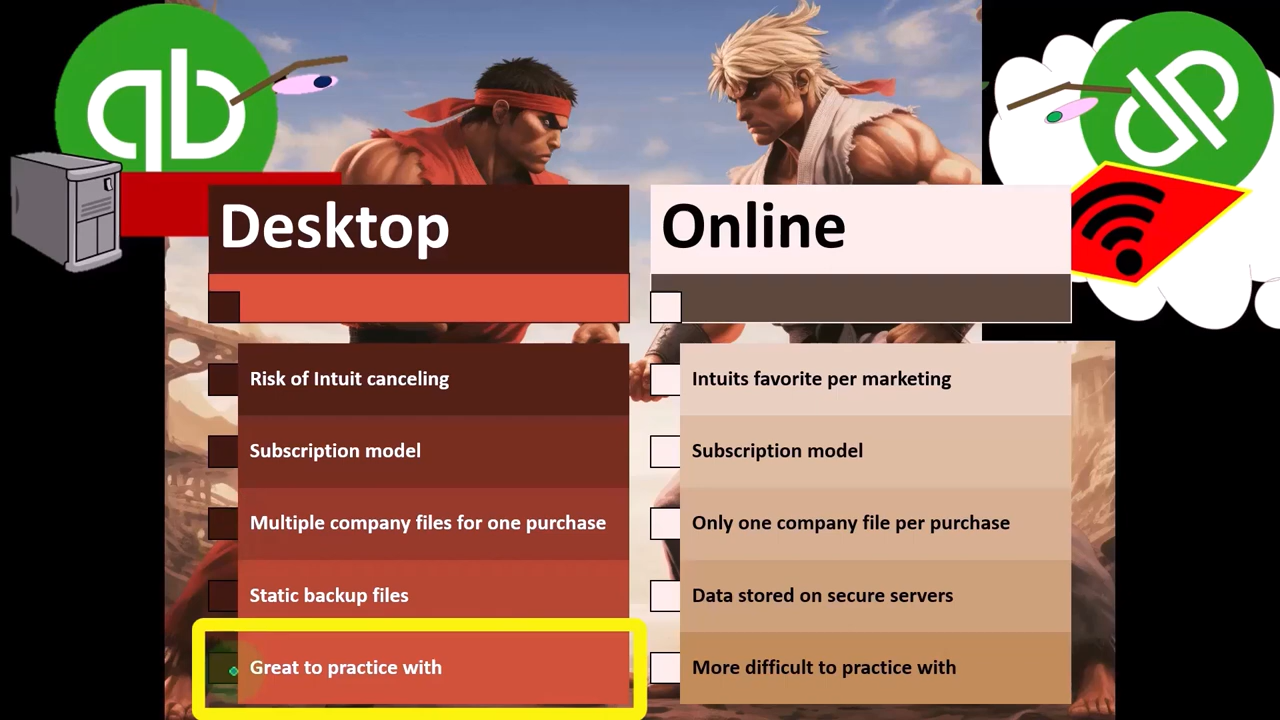 qb
Desktop
Online
qb
Risk of Intuit canceling
Intuits favorite per marketing
Subscription model
Subscription model
Multiple company files for one purchase
Only one company file per purchase
Static backup files
Data stored on secure servers
Great to practice with
More difficult to practice with